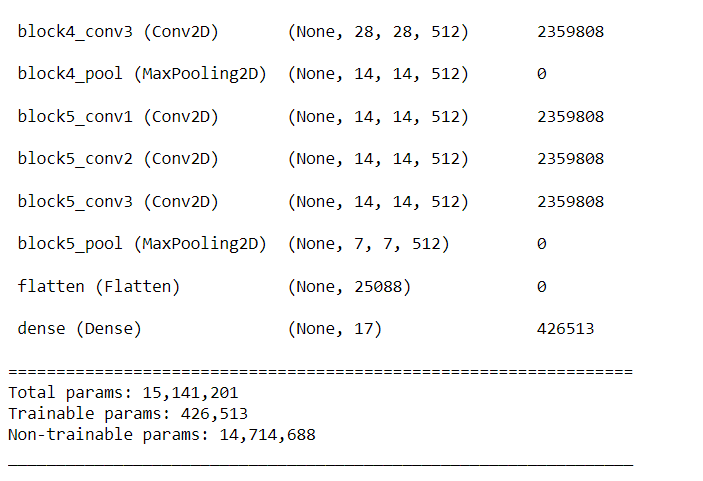 block4_conv3 (Conv2D) (None, 28, 28, 512) 2359808
block4_pool (MaxPooling2D) (None, 14, 14, 512) 0
block5_conv1 (Conv2D) (None, 14, 14, 512) 2359808
block5_conv2 (Conv2D) (None, 14, 14, 512) 2359808
block5_conv3 (Conv2D) (None, 14, 14, 512) 2359808
block5_pool (MaxPooling2D) (None, 7, 7, 512) 0
flatten (Flatten) (None, 25088) 0
dense (Dense) (None, 17) 426513
=================================================================
Total params: 15,141,201
Trainable params: 426,513
Non-trainable params: 14,714,688
_________________________________________________________________